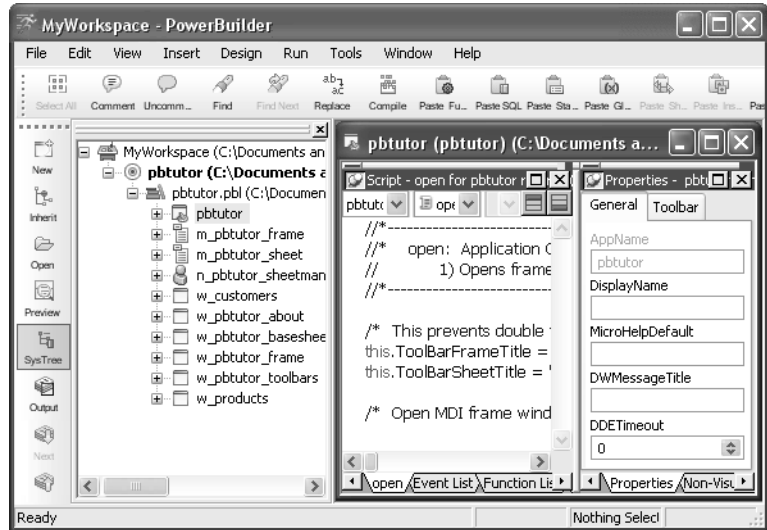 MyWorkspace - PowerBuilder
File Edit View Insert Design Run Tools Window Help
Select All Comment Uncomm... Find Find Next Replace Compile Paste Fu... Paste SQL Paste Sta... Paste Gl... Paste Sh... Paste Ins... Pas
New
Inherit
Open
Preview
SysTree
Output
Next
MyWorkspace (C:\Documents an
pbtutor (C:\Documents a
pbtutor.pbl (C:\Documen
pbtutor
m_pbtutor_frame
m_pbtutor_sheet
n_pbtutor_sheetman
w_customers
w_pbtutor_about
w_pbtutor_baseshee
w_pbtutor_frame
w_pbtutor_toolbars
w_products
pbtutor (pbtutor) (C:\Documents a...
Script - open for pbtutor r
pbtutc ope
//*--------------------------
//* open: Application O
// 1) Opens frame
//*--------------------------
/* This prevents double
this.ToolBarFrameTitle =
this.ToolBarSheetTitle = "
/* Open MDI frame wind
open Event List Function Lis
Properties - pbtu
General Toolbar
AppName
pbtutor
DisplayName
MicroHelpDefault
DWMessageTitle
DDETimeout
0
Properties Non-Visu
Ready Nothing Select